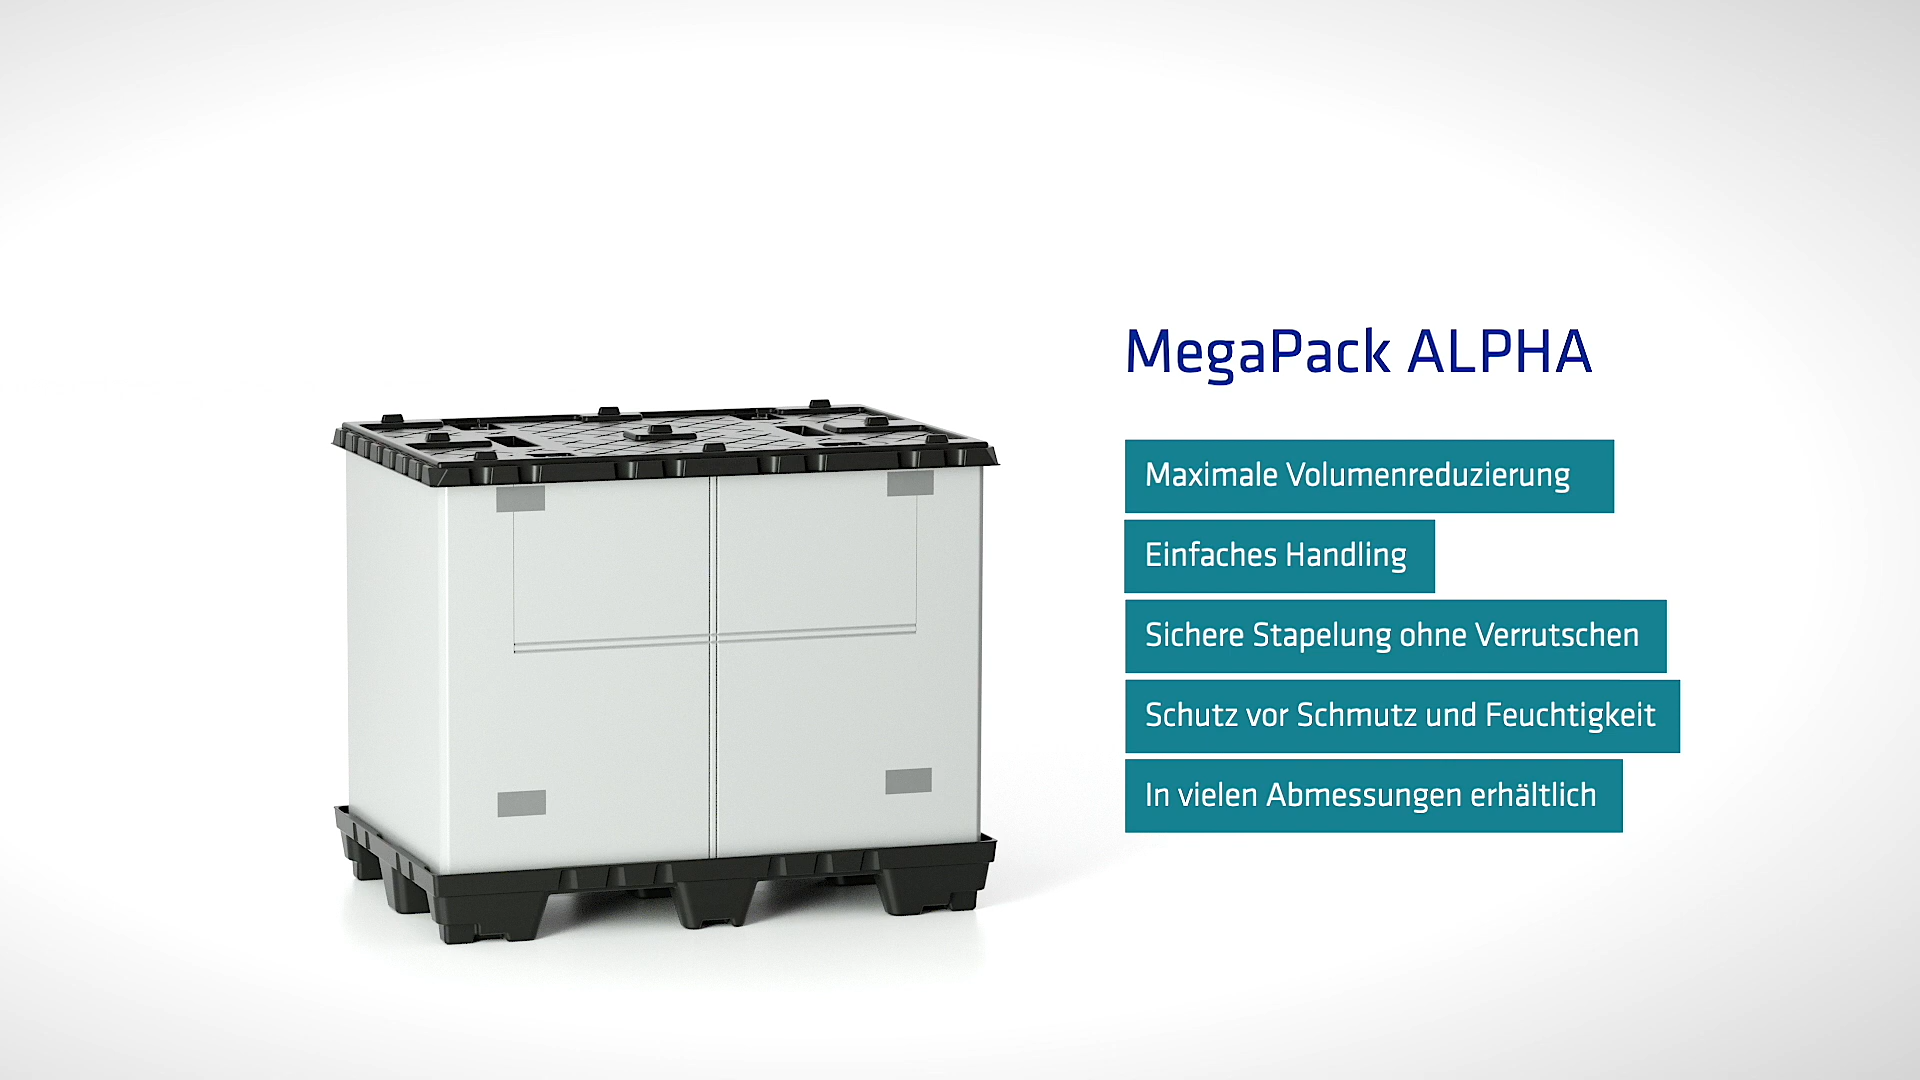 MegaPack ALPHA
Maximale Volumenreduzierung
Einfaches Handling
Sichere Stapelung ohne Verrutschen
Schutz vor Schmutz und Feuchtigkeit
In vielen Abmessungen erhältlich